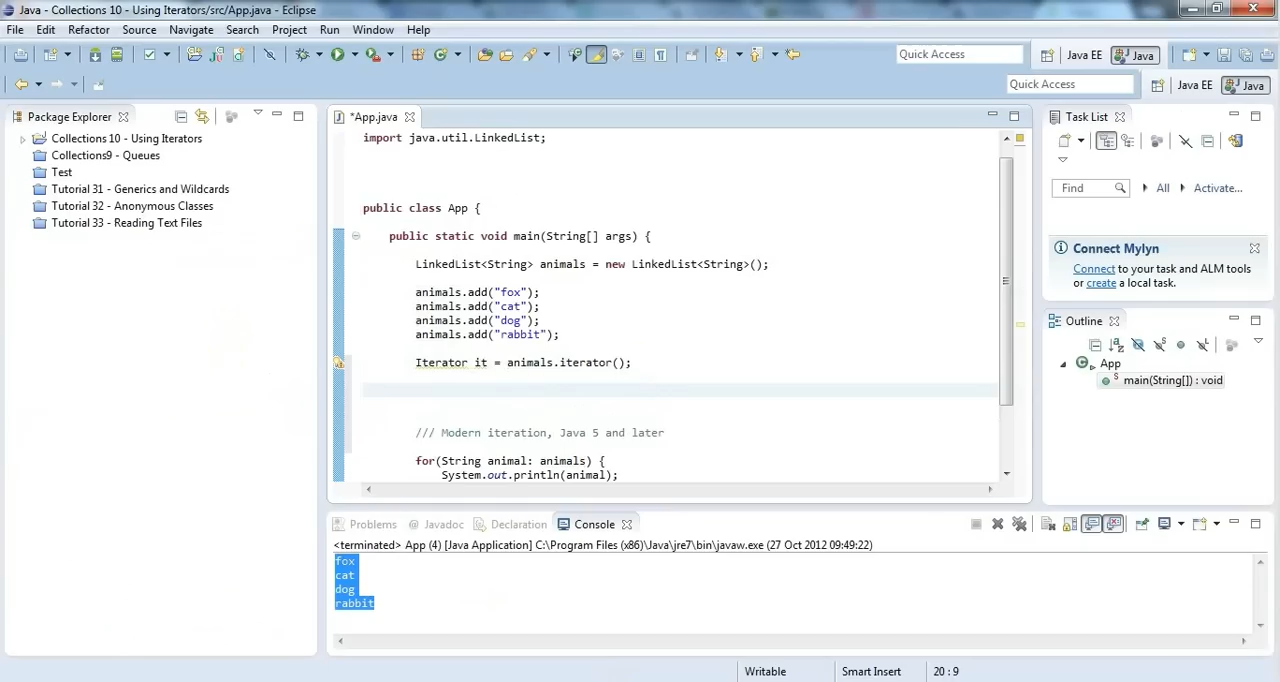 Java - Collections 10 - Using Iterators/src/App.java - Eclipse
File Edit Refactor Source Navigate Search Project Run Window Help
Quick Access
Java EE
Java
Quick Access
Java EE
Java
Package Explorer
Collections 10 - Using Iterators
Collections9 - Queues
Test
Tutorial 31 - Generics and Wildcards
Tutorial 32 - Anonymous Classes
Tutorial 33 - Reading Text Files
*App.java
import java.util.LinkedList;
public class App {
public static void main(String[] args) {
LinkedList<String> animals = new LinkedList<String>();
animals.add("fox");
animals.add("cat");
animals.add("dog");
animals.add("rabbit");
Iterator it = animals.iterator();
/// Modern iteration, Java 5 and later
for(String animal: animals) {
System.out.println(animal);
Task List
Find
All
Activate...
Connect Mylyn
Connect to your task and ALM tools
or create a local task.
Outline
App
main(String[]) : void
Problems @ Javadoc Declaration Console
<terminated> App (4) [Java Application] C:\Program Files (x86)\Java\jre7\bin\javaw.exe (27 Oct 2012 09:49:22)
fox
cat
dog
rabbit
Writable
Smart Insert
20 : 9